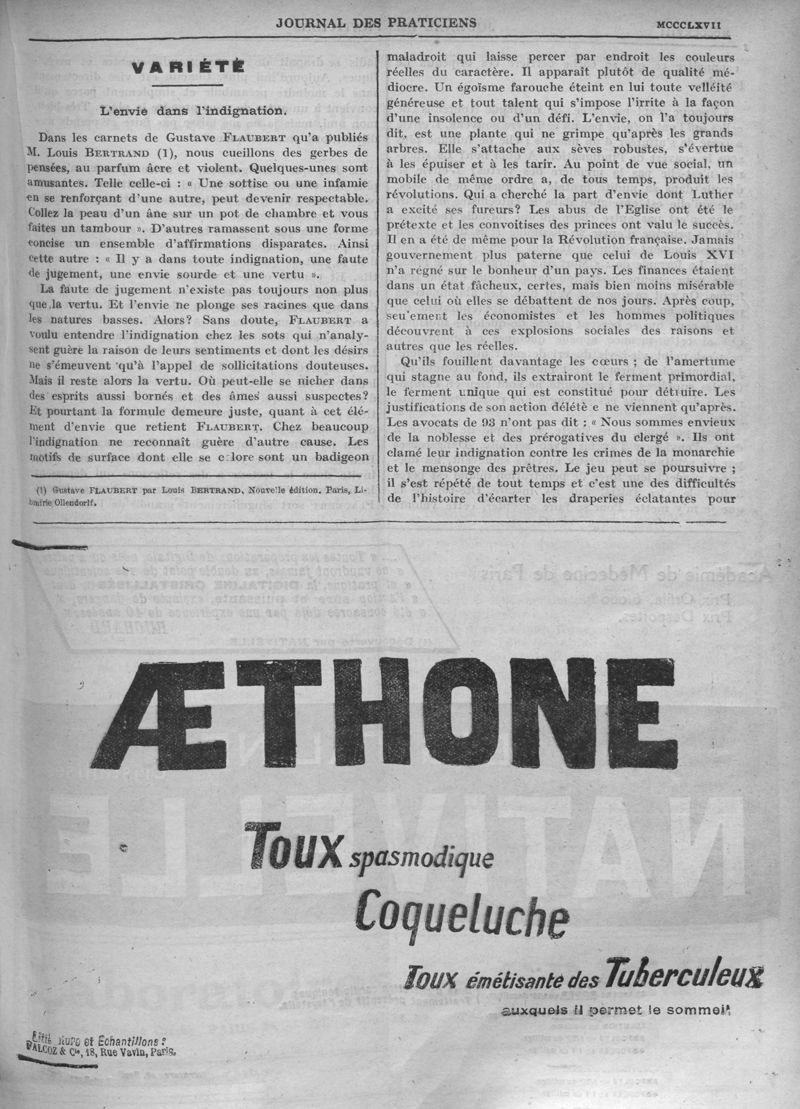 JOURNAL DES PRATICIENS
MCCCLXVII
VARIÉTÉ
L'envie dans l'indignation.
Dans les carnets de Gustave FLAUBERT qu'a publiés
M. Louis BERTRAND (1), nous cueillons des gerbes de
pensées, au parfum âcre et violent. Quelques-unes sont
amusantes. Telle celle-ci : « Une sottise ou une infamie
en se renforçant d'une autre, peut devenir respectable.
Collez la peau d'un âne sur un pot de chambre et vous
faites un tambour ». D'autres ramassent sous une forme
concise un ensemble d'affirmations disparates. Ainsi
cette autre : « Il y a dans toute indignation, une faute
de jugement, une envie sourde et une vertu ».
La faute de jugement n'existe pas toujours non plus
que la vertu. Et l'envie ne plonge ses racines que dans
les natures basses. Alors? Sans doute, FLAUBERT a
voulu entendre l'indignation chez les sots qui n'analy-
sent guère la raison de leurs sentiments et dont les désirs
ne s'émeuvent qu'à l'appel de sollicitations douteuses.
Mais il reste alors la vertu. Où peut-elle se nicher dans
des esprits aussi bornés et des âmes aussi suspectes?
Et pourtant la formule demeure juste, quant à cet élé-
ment d'envie que retient FLAUBERT. Chez beaucoup
l'indignation ne reconnaît guère d'autre cause. Les
motifs de surface dont elle se colore sont un badigeon
(1) Gustave FLAUBERT par Louis BERTRAND, Nouvelle édition. Paris, Li-
brairie Ollendorff.
maladroit qui laisse percer par endroit les couleurs
réelles du caractère. Il apparaît plutôt de qualité mé-
diocre. Un égoïsme farouche éteint en lui toute velléité
généreuse et tout talent qui s'impose l'irrite à la façon
d'une insolence ou d'un défi. L'envie, on l'a toujours
dit, est une plante qui ne grimpe qu'après les grands
arbres. Elle s'attache aux sèves robustes, s'évertue
à les épuiser et à les tarir. Au point de vue social, un
mobile de même ordre a, de tous temps, produit les
révolutions. Qui a cherché la part d'envie dont Luther
a excité ses fureurs? Les abus de l'Eglise ont été le
prétexte et les convoitises des princes ont valu le succès.
Il en a été de même pour la Révolution française. Jamais
gouvernement plus paterne que celui de Louis XVI
n'a régné sur le bonheur d'un pays. Les finances étaient
dans un état fâcheux, certes, mais bien moins misérable
que celui où elles se débattent de nos jours. Après coup,
seulement les économistes et les hommes politiques
découvrent à ces explosions sociales des raisons et
autres que les réelles.
Qu'ils fouillent davantage les cœurs ; de l'amertume
qui stagne au fond, ils extrairont le ferment primordial,
le ferment unique qui est constitué pour détruire. Les
justifications de son action délétère ne viennent qu'après.
Les avocats de 93 n'ont pas dit : « Nous sommes envieux
de la noblesse et des prérogatives du clergé ». Ils ont
clamé leur indignation contre les crimes de la monarchie
et le mensonge des prêtres. Le jeu peut se poursuivre ;
il s'est répété de tout temps et c'est une des difficultés
de l'histoire d'écarter les draperies éclatantes pour
ÆTHONE
Toux spasmodique
Coqueluche
Toux émétisante des Tuberculeux
auxquels il permet le sommeil
et Echantillons :
FALCOZ & Cie, 18, Rue Vavin, Paris.